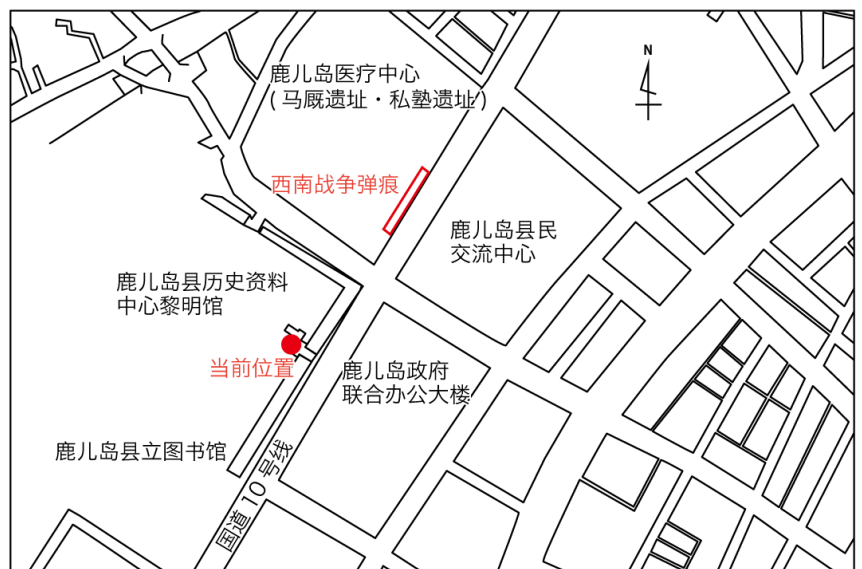 N
鹿儿岛医疗中心
(马厩遗址・私塾遗址)
西南战争弹痕
鹿儿岛县民
交流中心
鹿儿岛县历史资料
中心黎明馆
当前位置
鹿儿岛政府
联合办公大楼
鹿儿岛县立图书馆
国道 10 号线